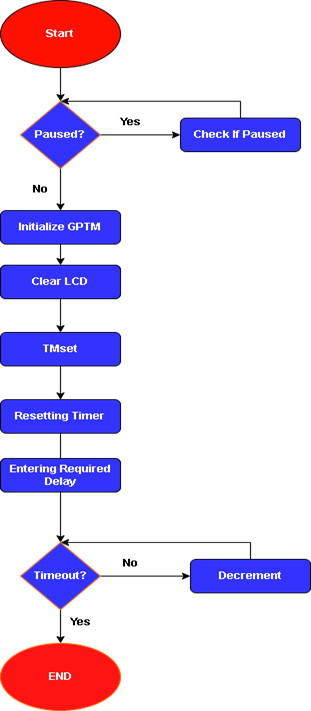 Start
Paused?
Yes
Check If Paused
No
Initialize GPTM
Clear LCD
TMset
Resetting Timer
Entering Required
Delay
Timeout?
No
Decrement
Yes
END